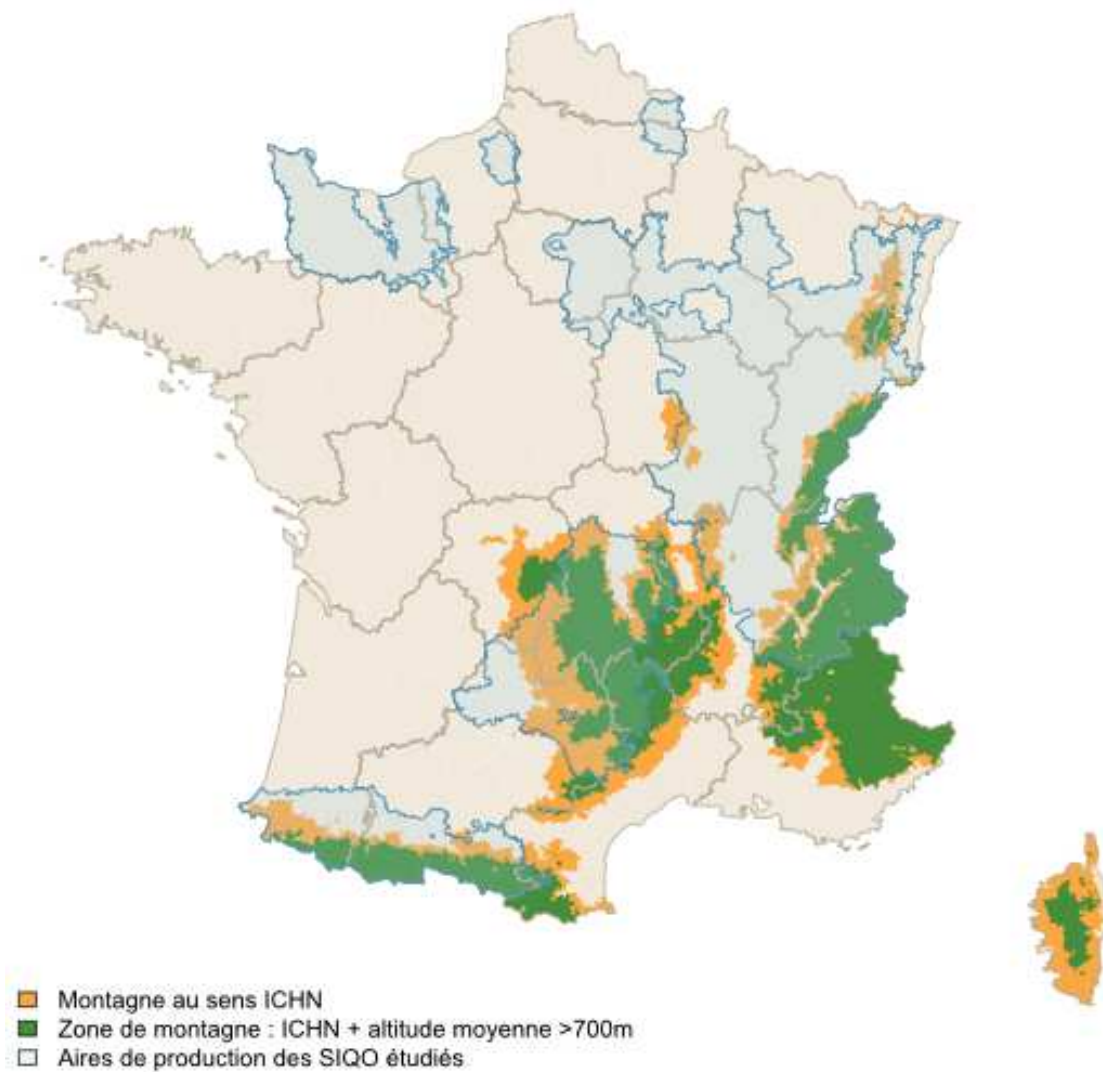 Montagne au sens ICHN
Zone de montagne : ICHN + altitude moyenne >700m
Aires de production des SIQO étudiés